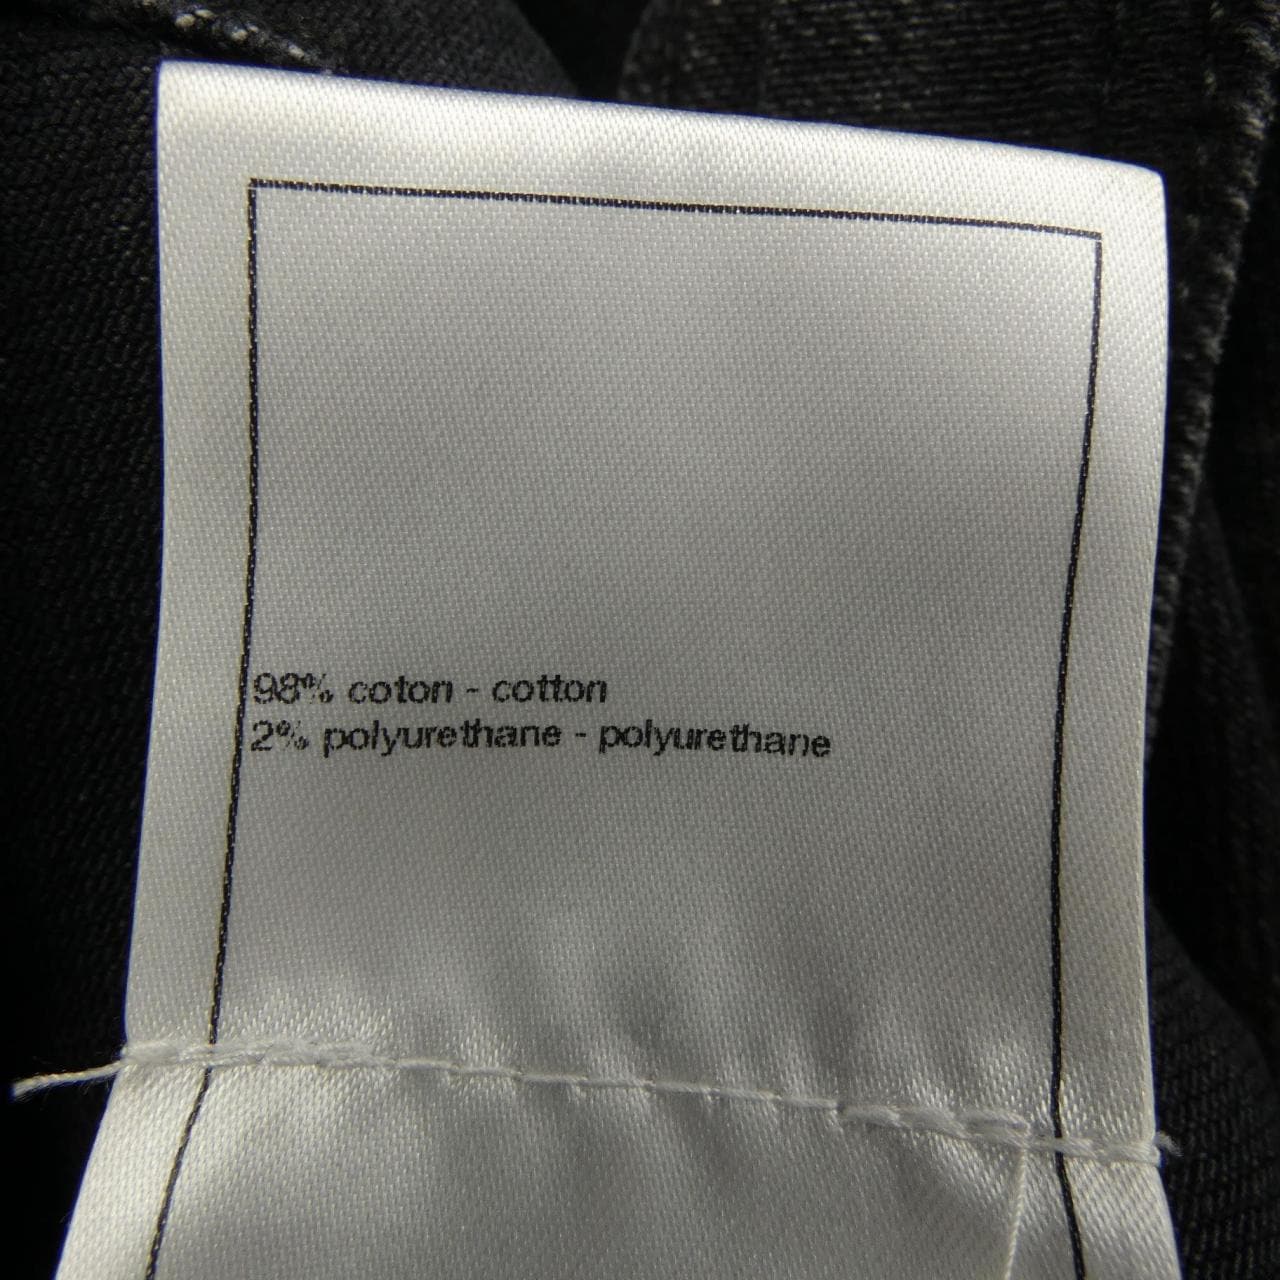 98% coton - cotton
2% polyurethane - polyurethane